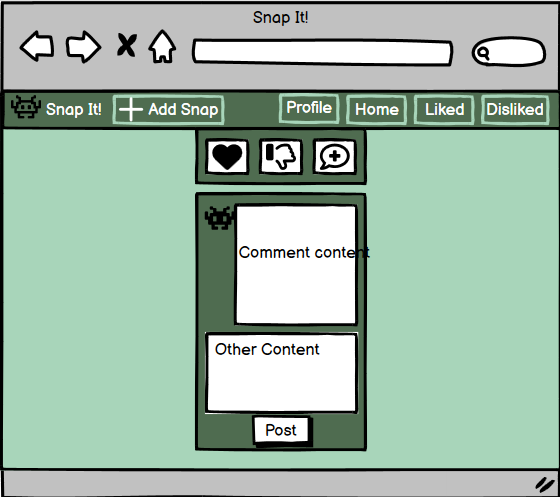 Snap It!
Snap It!
Add Snap
Profile
Home
Liked
Disliked
Comment content
Other Content
Post